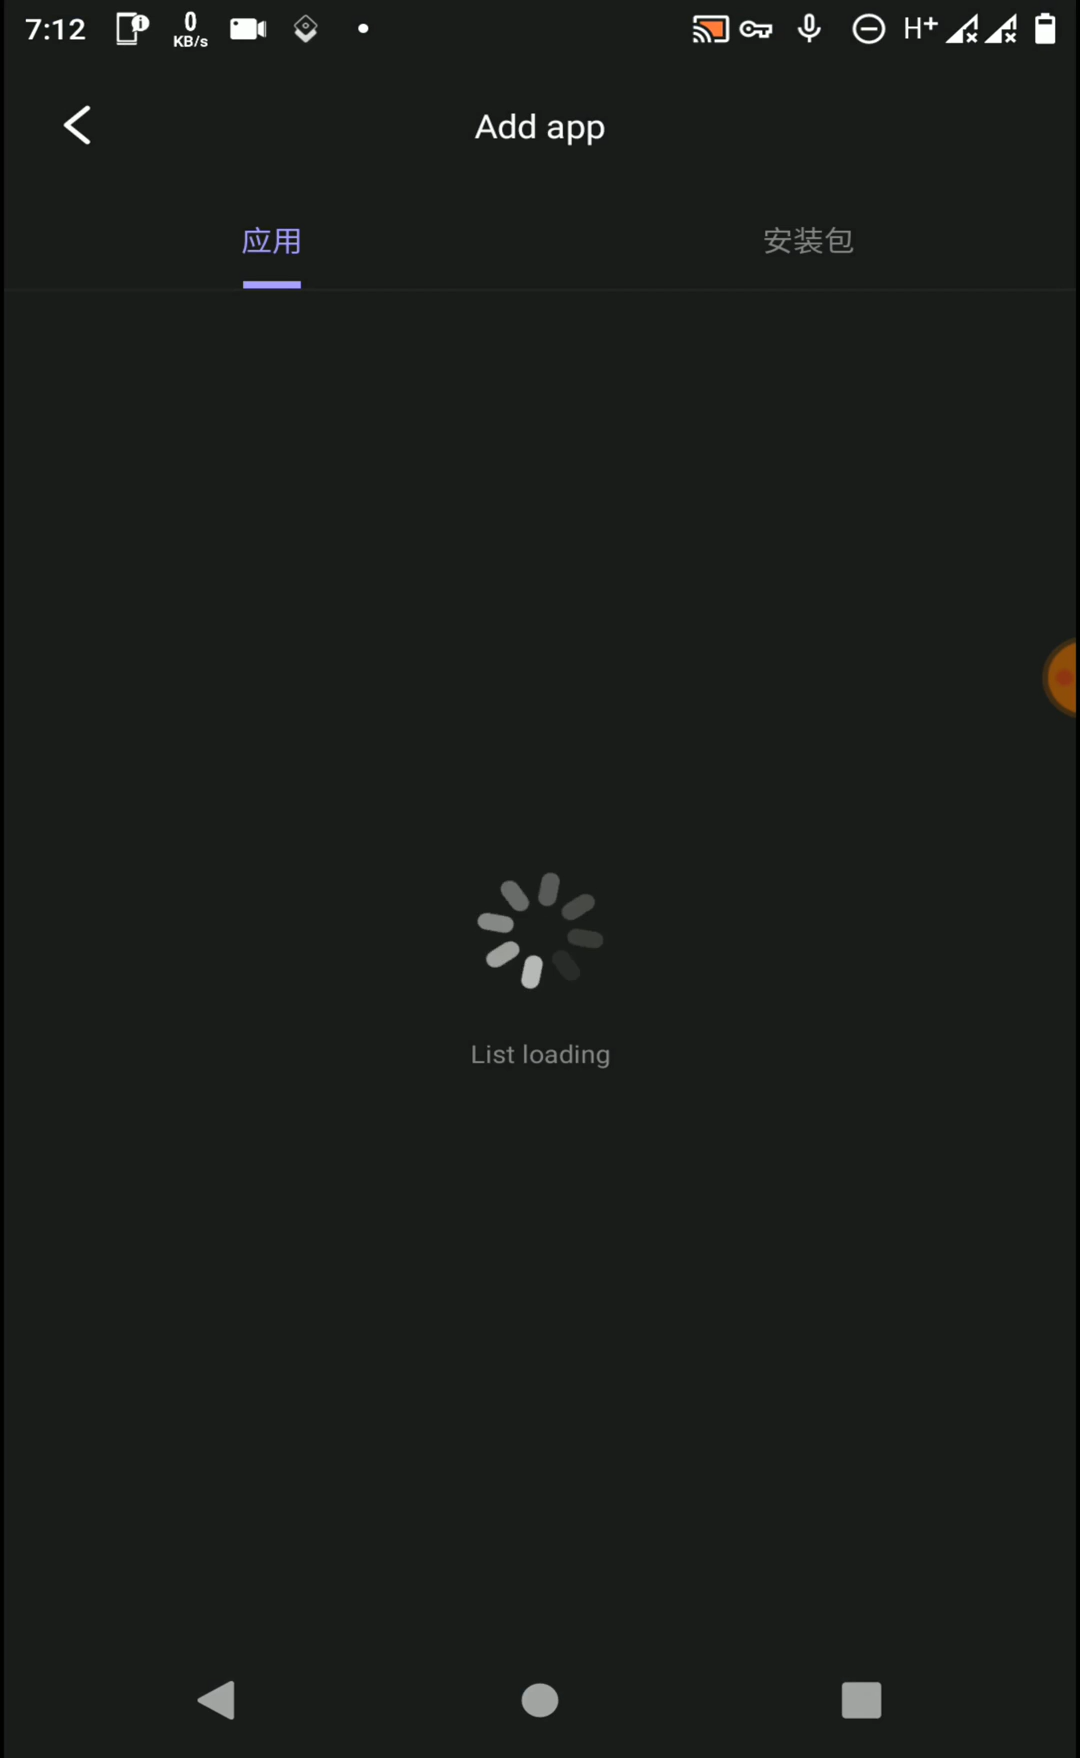 7:12
0
KB/s
H+
Add app
应用
安装包
List loading